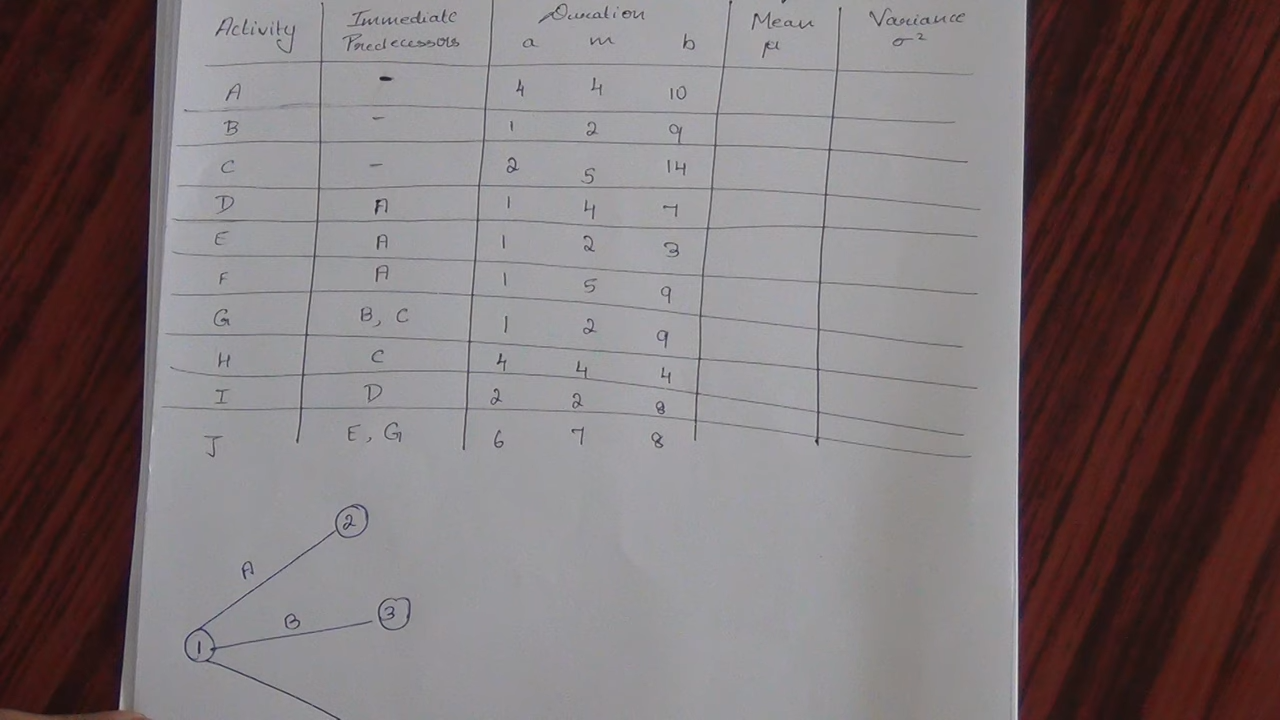 Activity Immediate Predecessors Duration a m b Mean μ Variance σ²
A - 4 4 10
B - 1 2 9
C - 2 5 14
D A 1 4 7
E A 1 2 3
F A 1 5 9
G B, C 1 2 9
H C 4 4 4
I D 2 2 8
J E, G 6 7 8
2
A
B 3
1